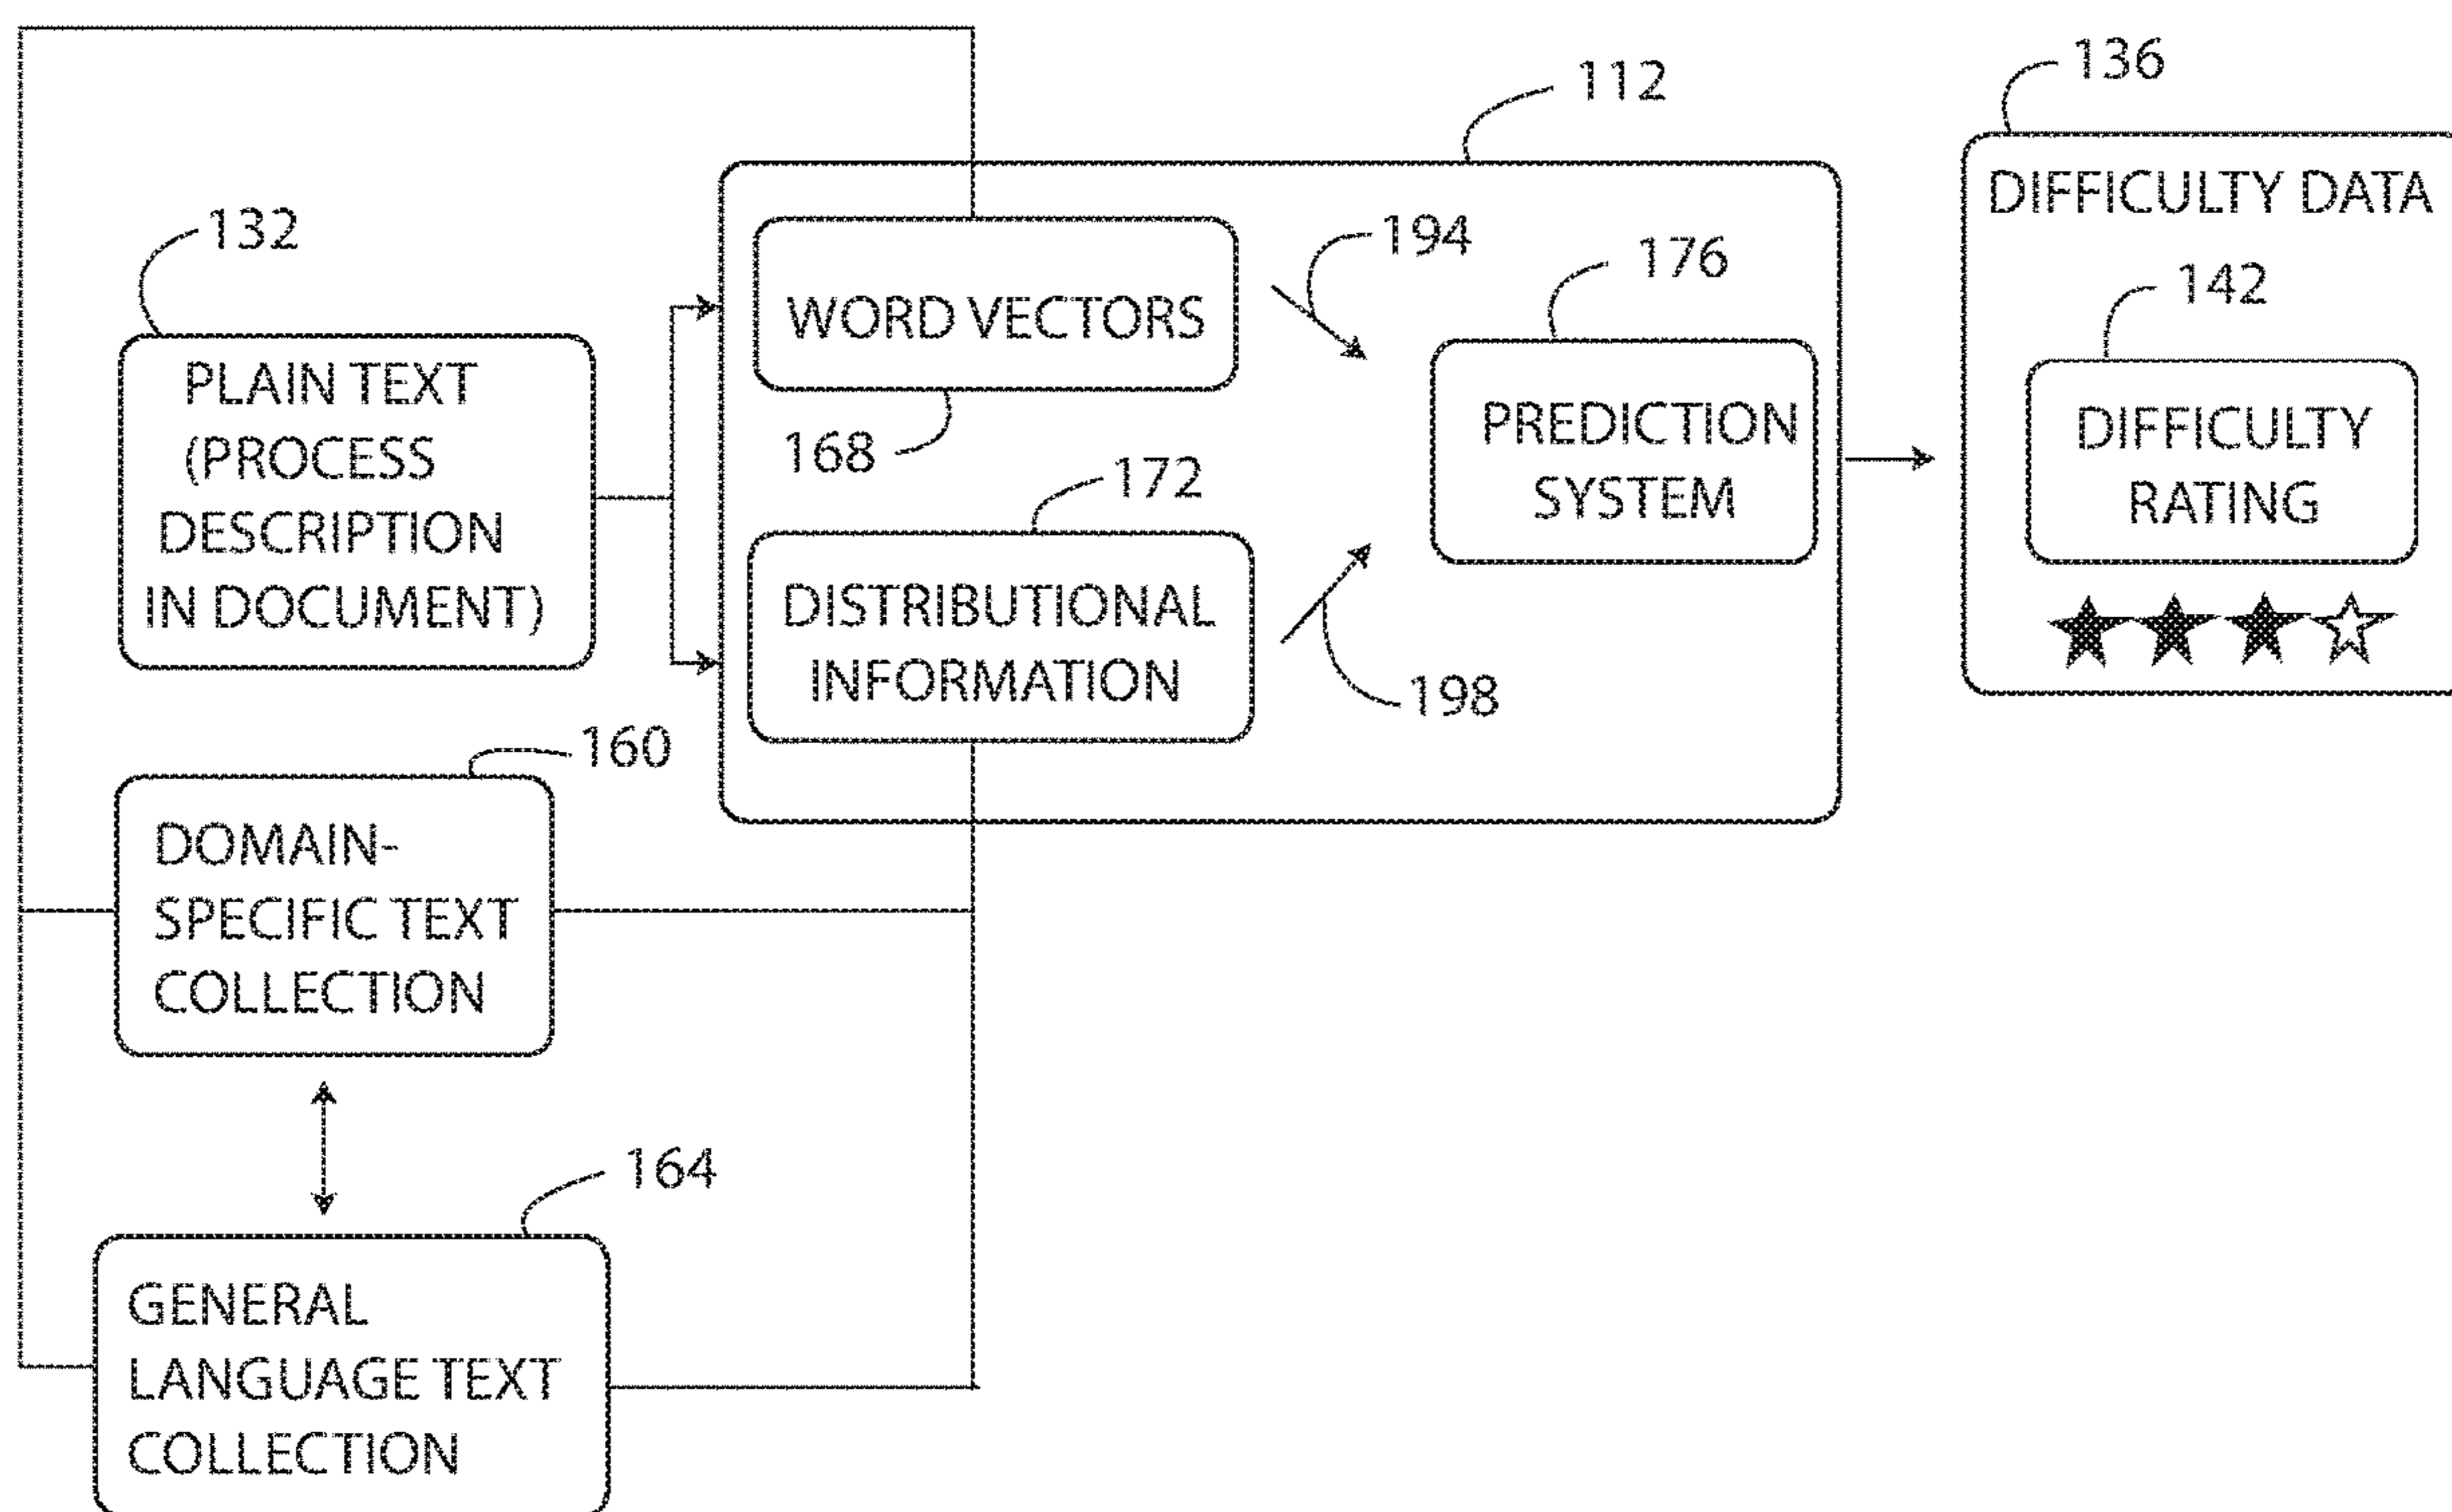 112
136
DIFFICULTY DATA
132
194
176
142
WORD VECTORS
PLAIN TEXT
(PROCESS
DESCRIPTION
IN DOCUMENT)
168
172
PREDICTION
SYSTEM
DIFFICULTY
RATING
DISTRIBUTIONAL
INFORMATION
198
160
DOMAIN-
SPECIFIC TEXT
COLLECTION
164
GENERAL
LANGUAGE TEXT
COLLECTION